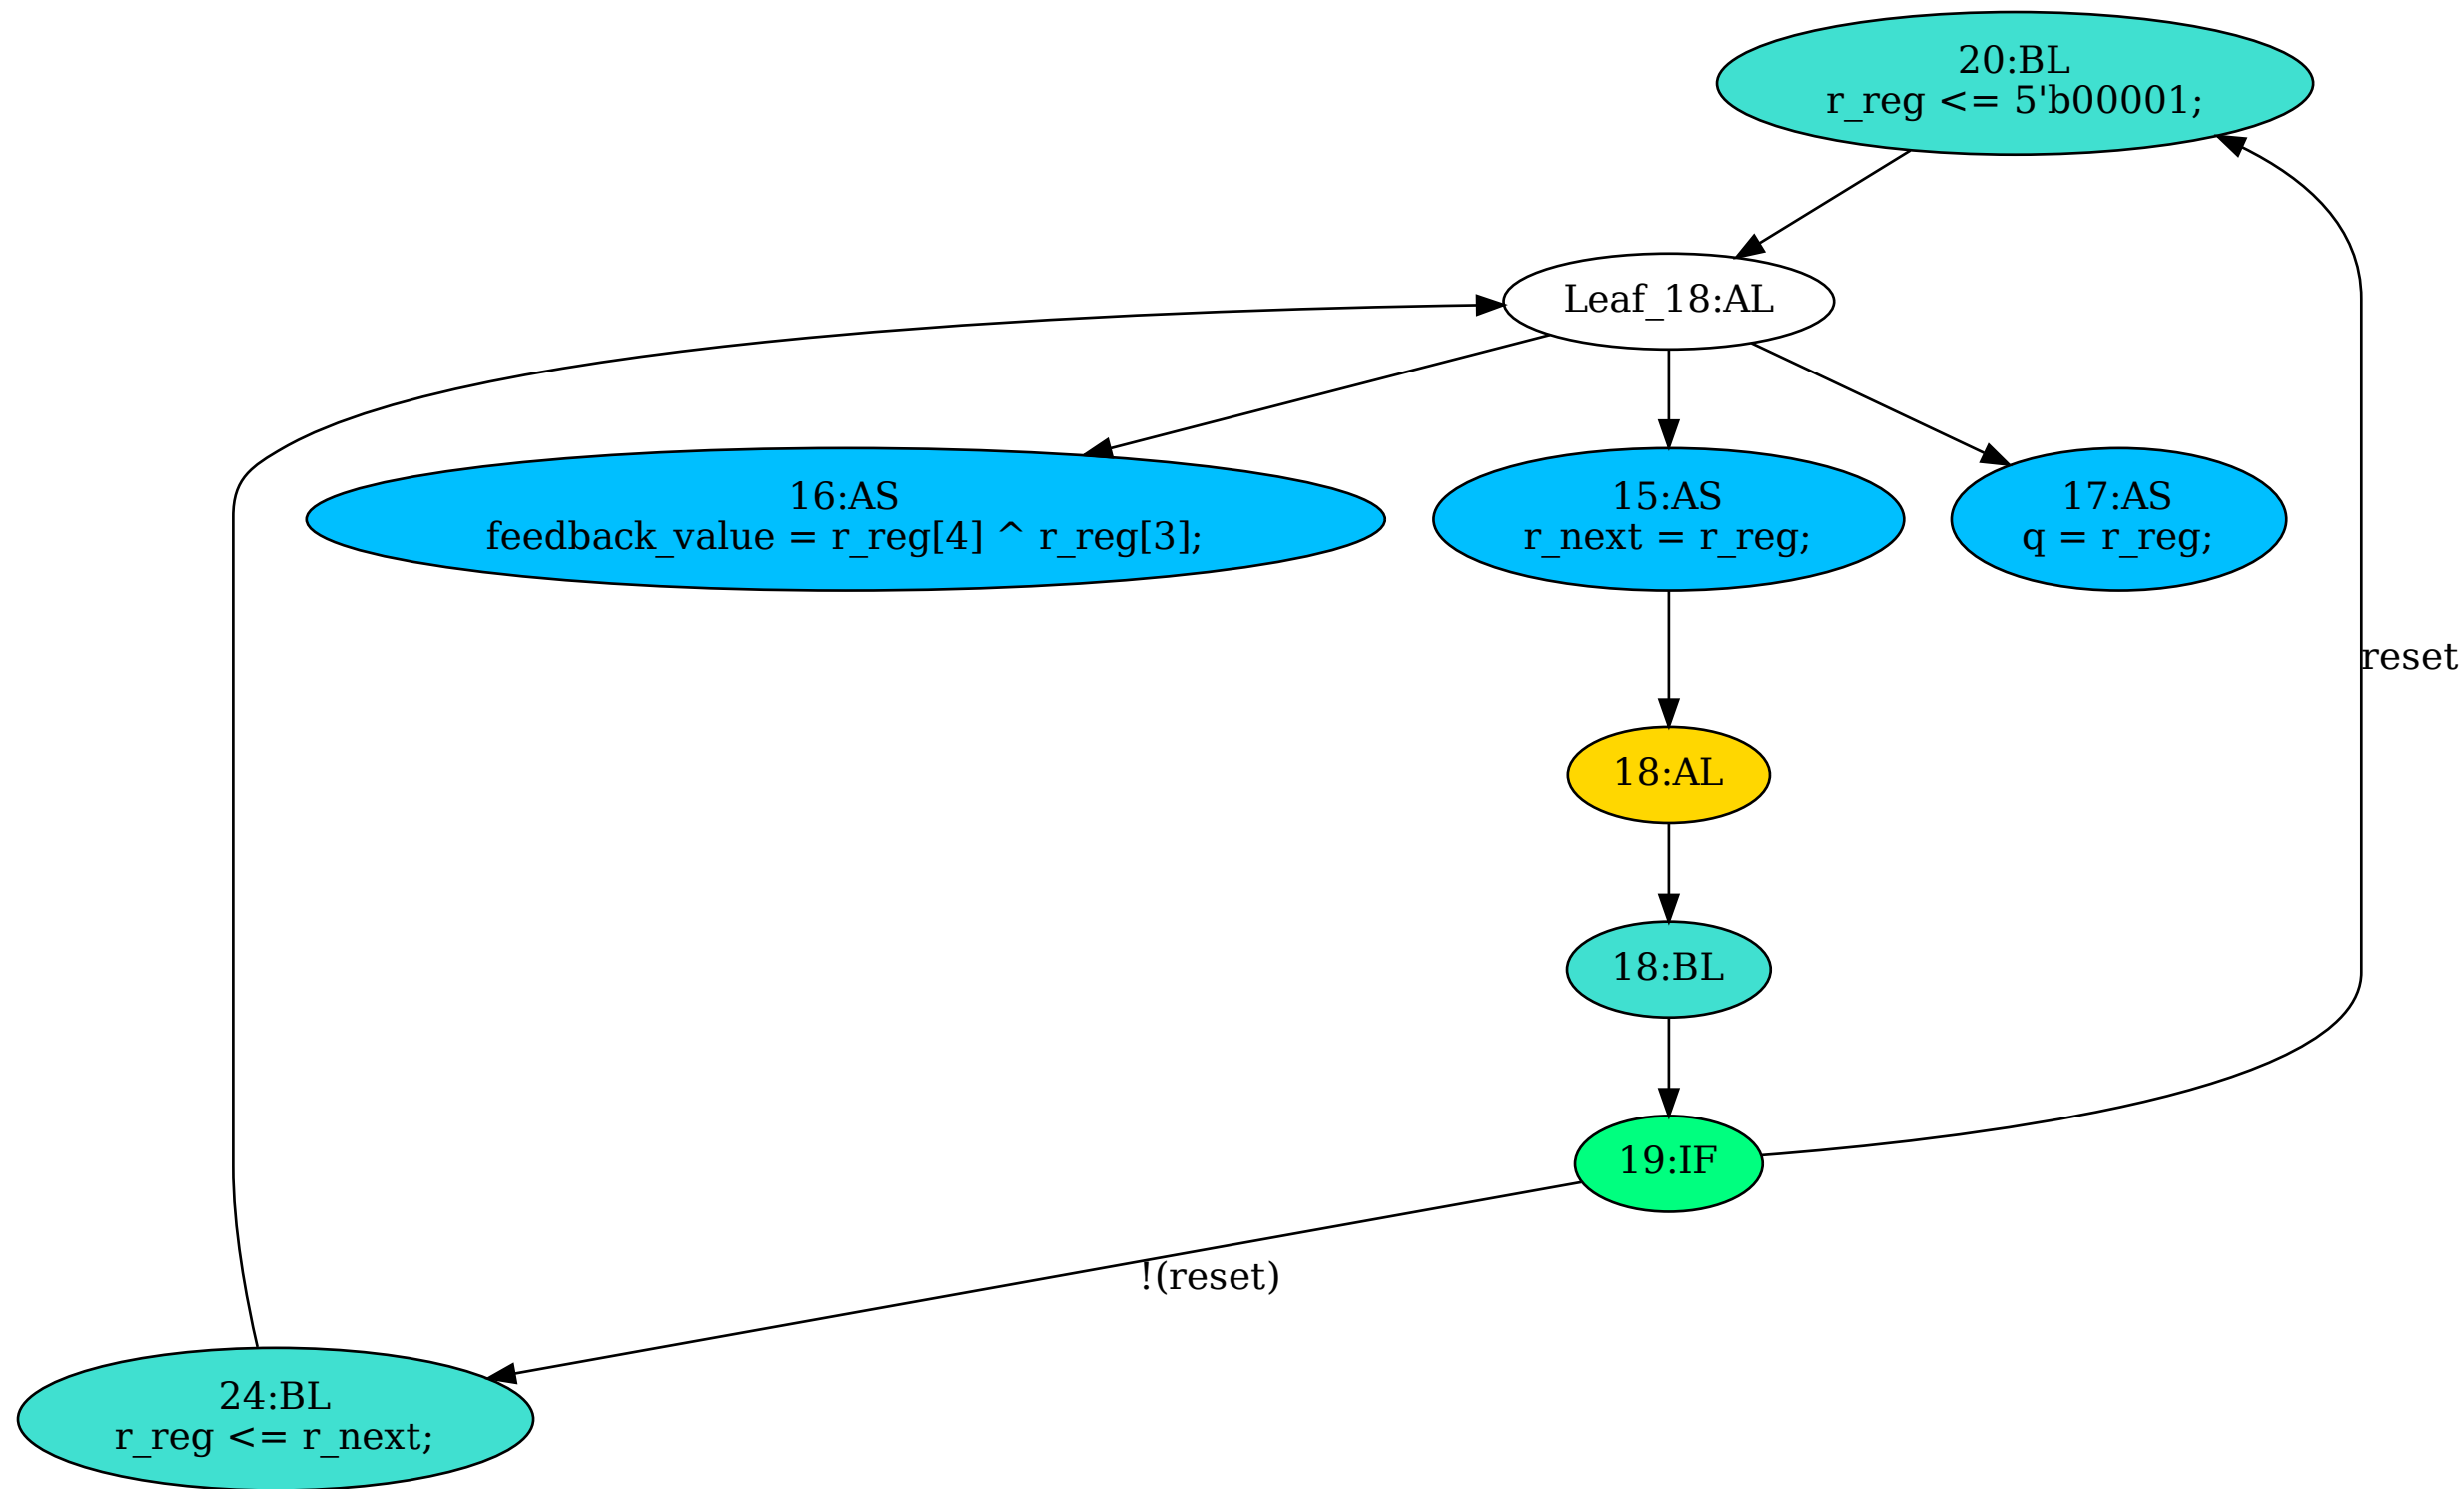 20:BL
r_reg <= 5'b00001;
Leaf_18:AL
16:AS
feedback_value = r_reg[4] ^ r_reg[3];
15:AS
r_next = r_reg;
17:AS
q = r_reg;
reset
18:AL
18:BL
19:IF
!(reset)
24:BL
r_reg <= r_next;